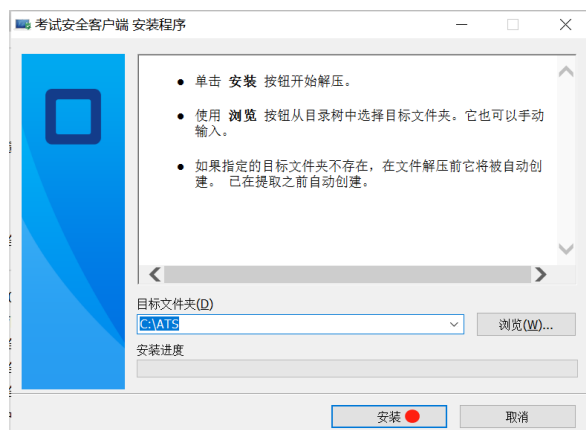 考试安全客户端 安装程序
● 单击 安装 按钮开始解压。
● 使用 浏览 按钮从目录树中选择目标文件夹。它也可以手动
输入。
● 如果指定的目标文件夹不存在，在文件解压前它将被自动创
建。 已在提取之前自动创建。
目标文件夹(D)
C:\ATS
浏览(W)...
安装进度
安装
取消